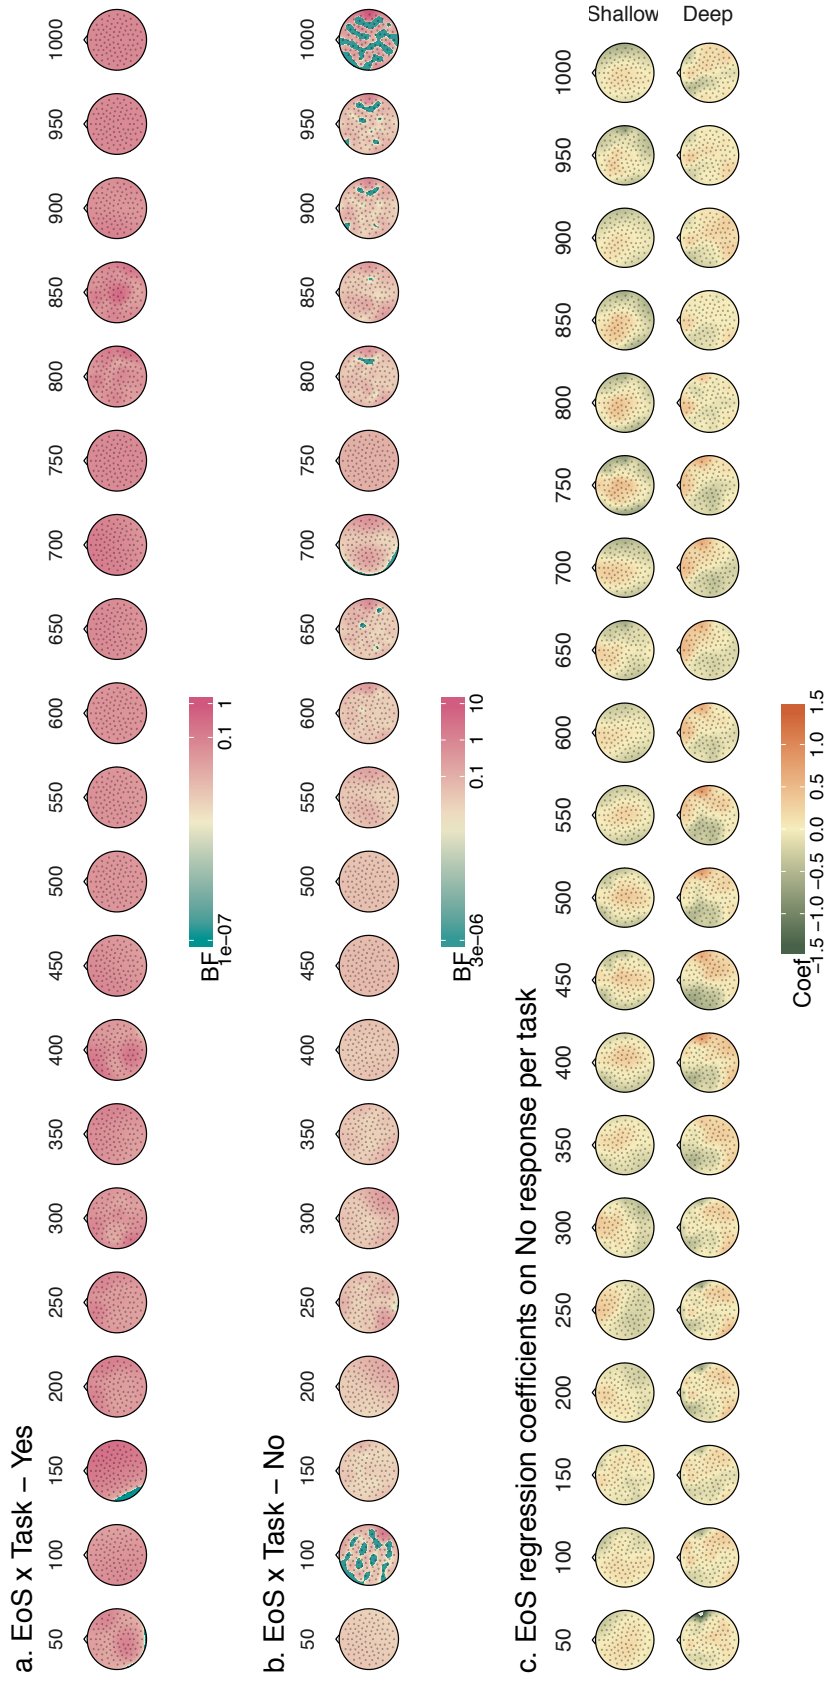 a. EoS x Task – Yes
50 100 150 200 250 300 350 400 450 500 550 600 650 700 750 800 850 900 950 1000
BF
1e−07 0.1 1
b. EoS x Task – No
50 100 150 200 250 300 350 400 450 500 550 600 650 700 750 800 850 900 950 1000
BF
3e−06 0.1 1 10
c. EoS regression coefficients on No response per task
50 100 150 200 250 300 350 400 450 500 550 600 650 700 750 800 850 900 950 1000
Shallow
Deep
Coef
−1.5 −1.0 −0.5 0.0 0.5 1.0 1.5